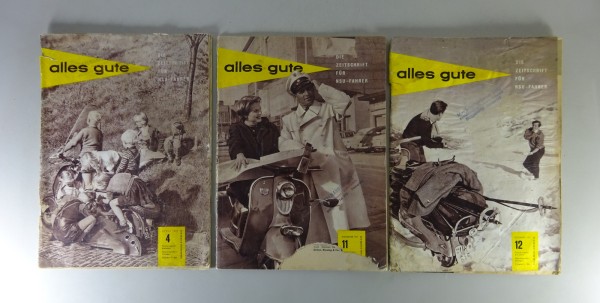 alles gute
DIE
ZEITSCHRIFT
FÜR
NSU-FAHRER
4
alles gute
DIE
ZEITSCHRIFT
FÜR
NSU-FAHRER
11
alles gute
DIE
ZEITSCHRIFT
FÜR
NSU-FAHRER
12